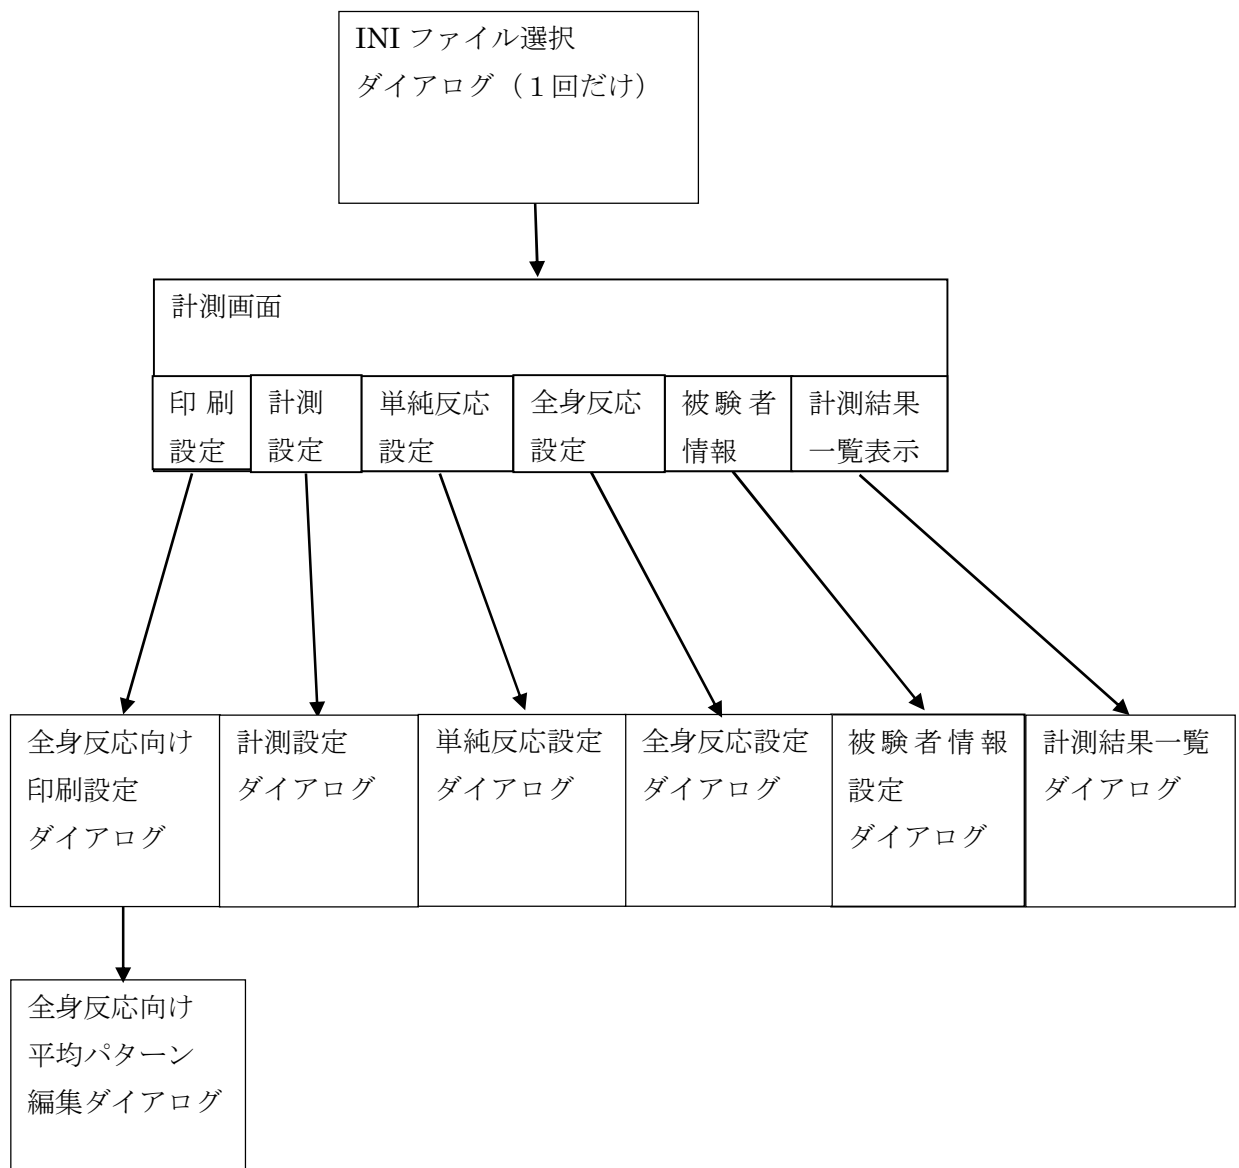 INI ファイル選択
ダイアログ（１回だけ）
計測画面
印 刷
設定
計測
設定
単純反応
設定
全身反応
設定
被 験 者
情報
計測結果
一覧表示
全身反応向け
印刷設定
ダイアログ
計測設定
ダイアログ
単純反応設定
ダイアログ
全身反応設定
ダイアログ
被 験 者 情 報
設定
ダイアログ
計測結果一覧
ダイアログ
全身反応向け
平均パターン
編集ダイアログ